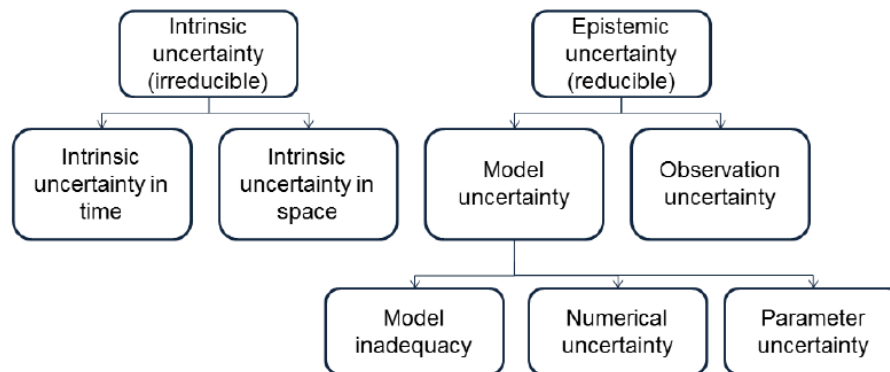 Intrinsic
uncertainty
(irreducible)
Epistemic
uncertainty
(reducible)
Intrinsic
uncertainty in
time
Intrinsic
uncertainty in
space
Model
uncertainty
Observation
uncertainty
Model
inadequacy
Numerical
uncertainty
Parameter
uncertainty